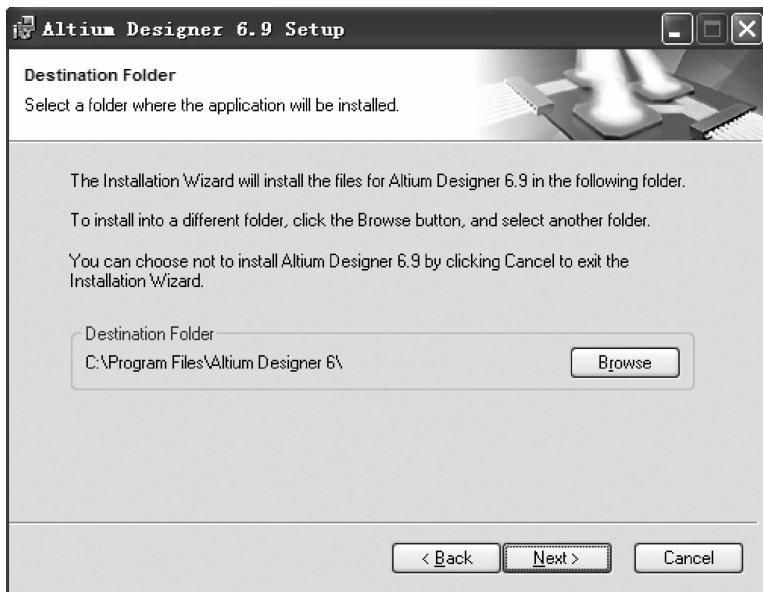 Altium Designer 6.9 Setup
Destination Folder
Select a folder where the application will be installed.
The Installation Wizard will install the files for Altium Designer 6.9 in the following folder.
To install into a different folder, click the Browse button, and select another folder.
You can choose not to install Altium Designer 6.9 by clicking Cancel to exit the
Installation Wizard.
Destination Folder
C:\Program Files\Altium Designer 6\
Browse
< Back
Next >
Cancel